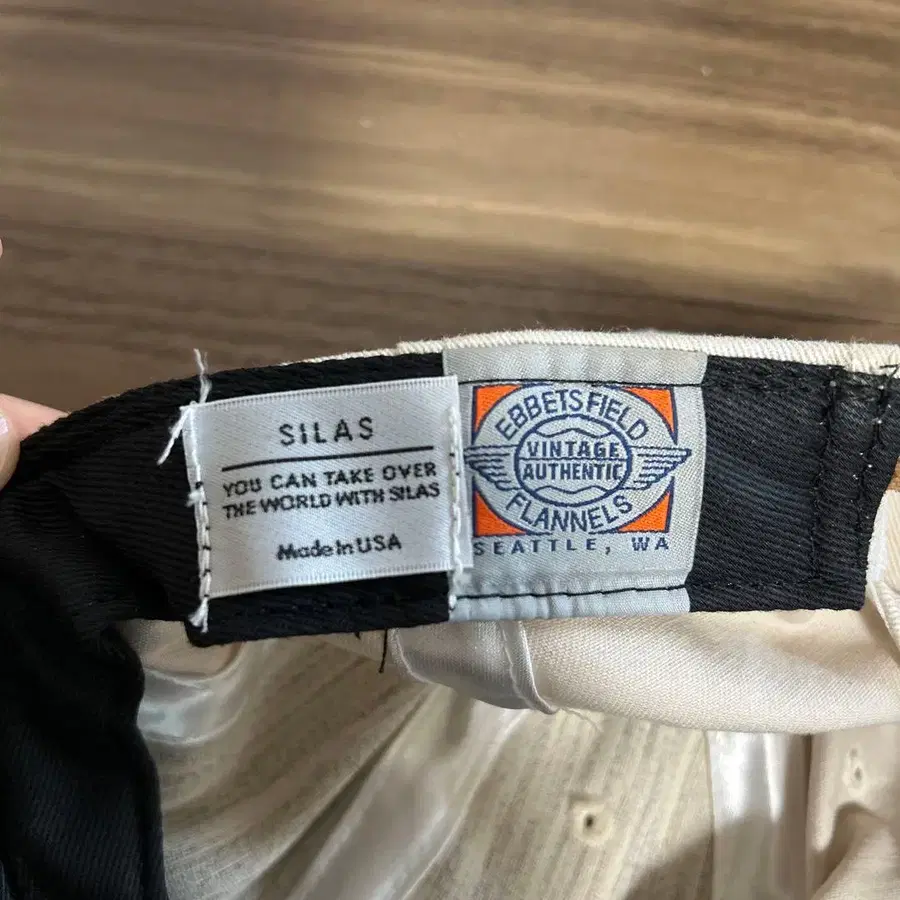 SILAS
YOU CAN TAKE OVER
THE WORLD WITH SILAS
Made In USA
EBBETS FIELD
VINTAGE
AUTHENTIC
FLANNELS
SEATTLE, WA